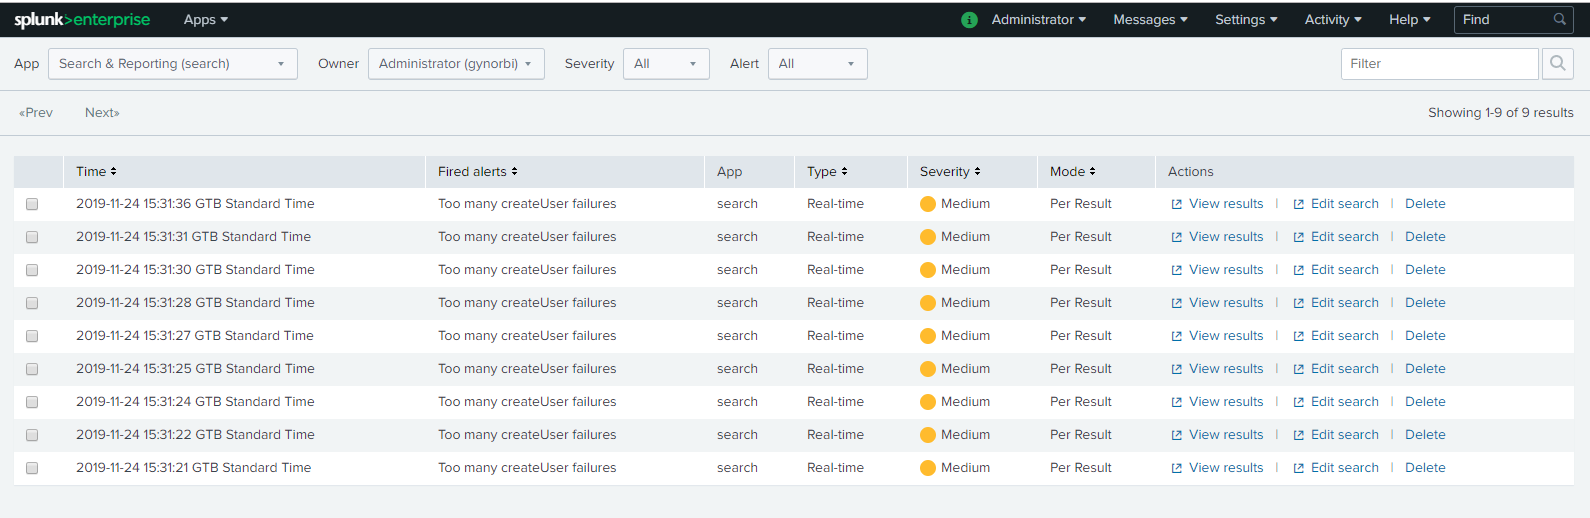 splunk>enterprise Apps i Administrator Messages Settings Activity Help Find
App Search & Reporting (search) Owner Administrator (gynorbi) Severity All Alert All Filter
«Prev Next» Showing 1-9 of 9 results
Time Fired alerts App Type Severity Mode Actions
2019-11-24 15:31:36 GTB Standard Time Too many createUser failures search Real-time Medium Per Result View results | Edit search | Delete
2019-11-24 15:31:31 GTB Standard Time Too many createUser failures search Real-time Medium Per Result View results | Edit search | Delete
2019-11-24 15:31:30 GTB Standard Time Too many createUser failures search Real-time Medium Per Result View results | Edit search | Delete
2019-11-24 15:31:28 GTB Standard Time Too many createUser failures search Real-time Medium Per Result View results | Edit search | Delete
2019-11-24 15:31:27 GTB Standard Time Too many createUser failures search Real-time Medium Per Result View results | Edit search | Delete
2019-11-24 15:31:25 GTB Standard Time Too many createUser failures search Real-time Medium Per Result View results | Edit search | Delete
2019-11-24 15:31:24 GTB Standard Time Too many createUser failures search Real-time Medium Per Result View results | Edit search | Delete
2019-11-24 15:31:22 GTB Standard Time Too many createUser failures search Real-time Medium Per Result View results | Edit search | Delete
2019-11-24 15:31:21 GTB Standard Time Too many createUser failures search Real-time Medium Per Result View results | Edit search | Delete